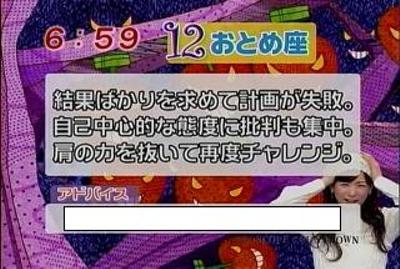 6:59
12 おとめ座
結果ばかりを求めて計画が失敗。
自己中心的な態度に批判も集中。
肩の力を抜いて再度チャレンジ。
アドバイス